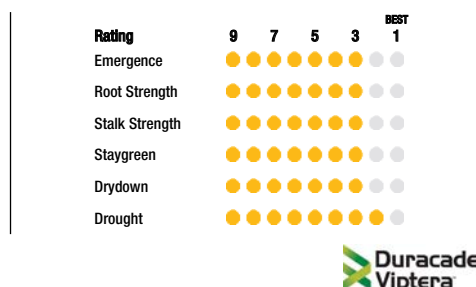 BEST
Rating 9 7 5 3 1
Emergence
Root Strength
Stalk Strength
Staygreen
Drydown
Drought
Duracade
Viptera